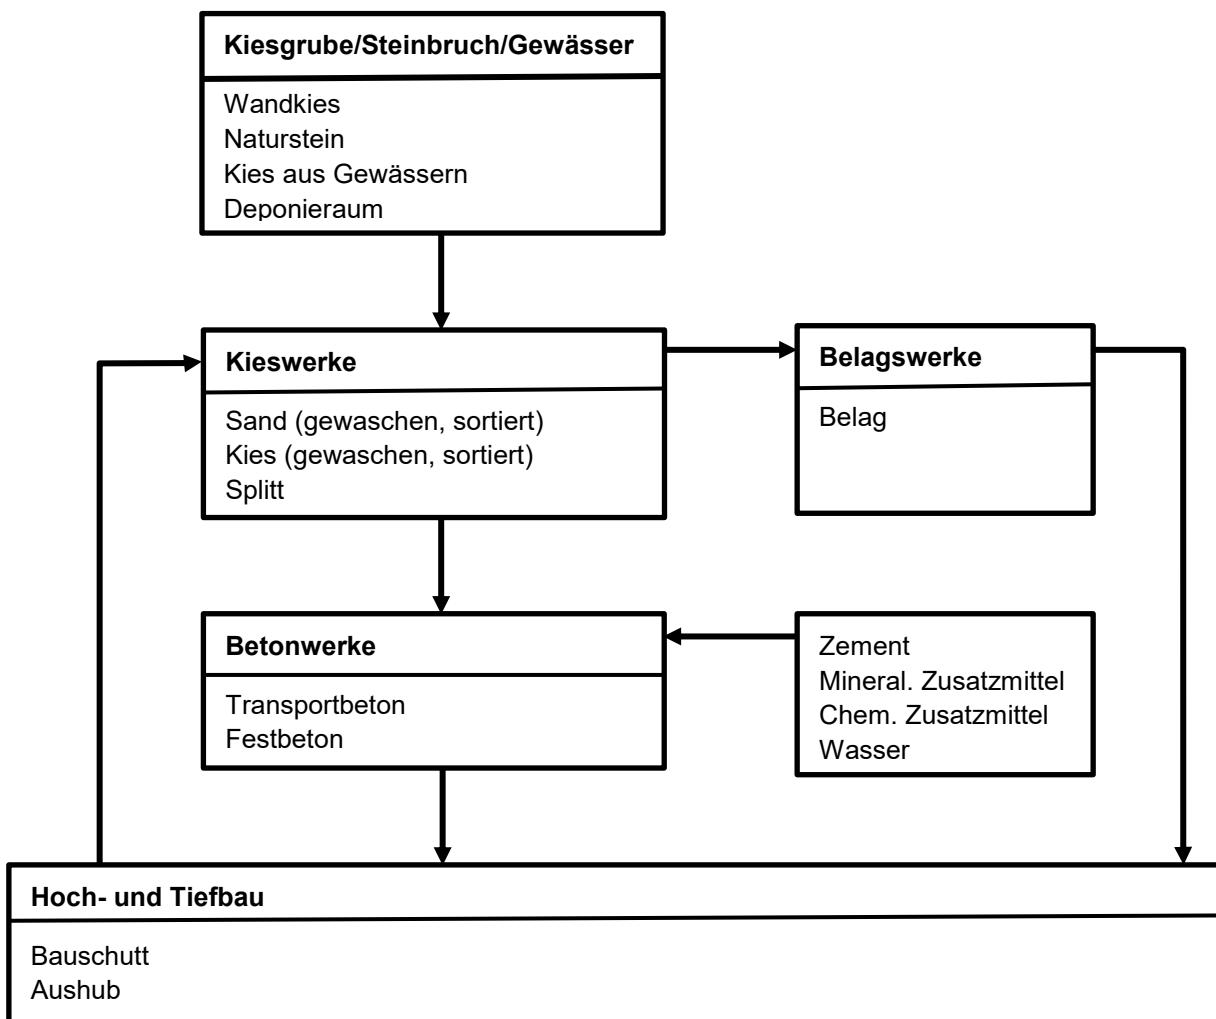 Kiesgrube/Steinbruch/Gewässer
Wandkies
Naturstein
Kies aus Gewässern
Deponieraum
Kieswerke
Sand (gewaschen, sortiert)
Kies (gewaschen, sortiert)
Splitt
Belagswerke
Belag
Betonwerke
Transportbeton
Festbeton
Zement
Mineral. Zusatzmittel
Chem. Zusatzmittel
Wasser
Hoch- und Tiefbau
Bauschutt
Aushub